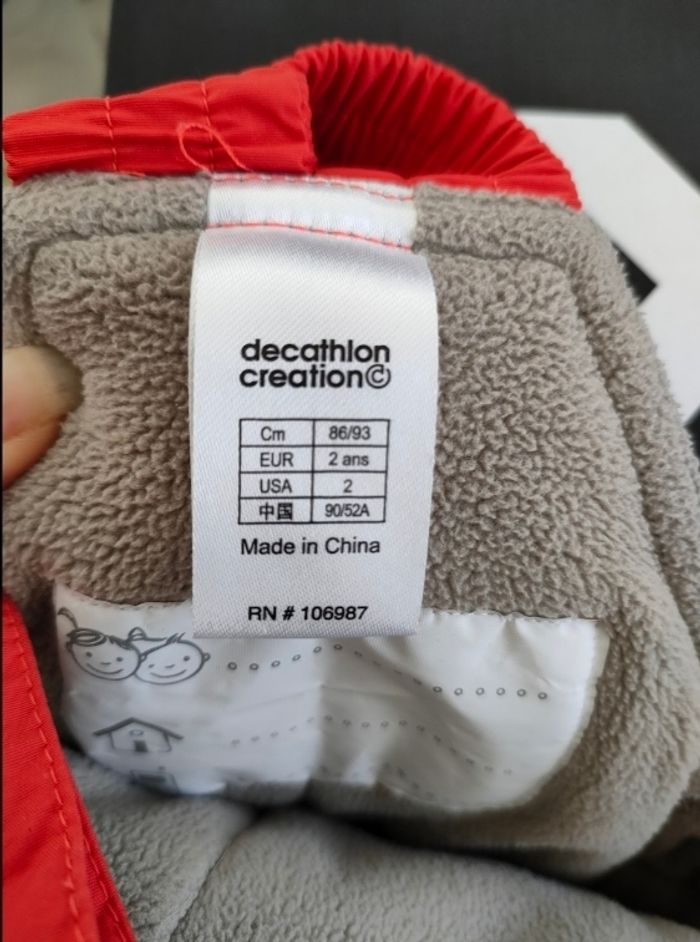 decathlon
creation©
Cm 86/93
EUR 2 ans
USA 2
中国 90/52A
Made in China
RN # 106987